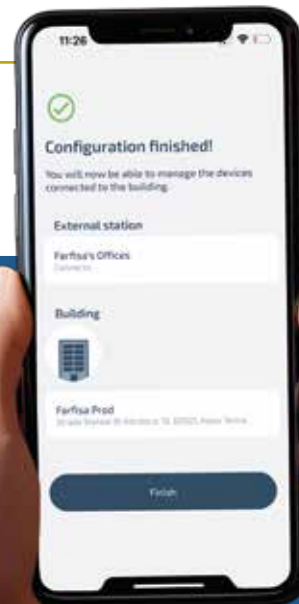 11:26
Configuration finished!
You will now be able to manage the devices
connected to the building.
External station
Farfisa's Offices
Building
Farfisa Prod
Finish